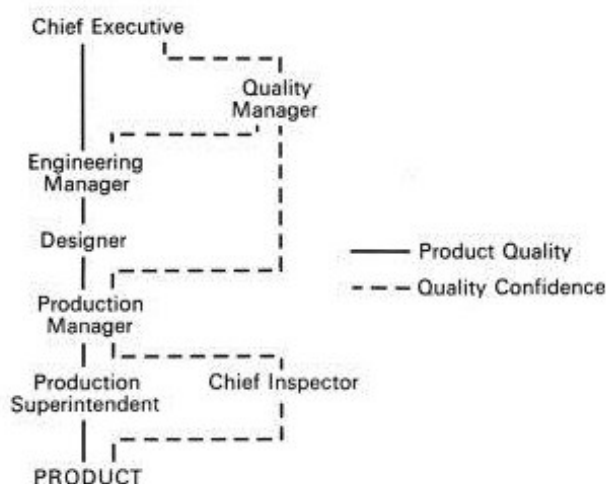 Chief Executive
Quality
Manager
Engineering
Manager
Designer
Product Quality
Quality Confidence
Production
Manager
Production
Superintendent
Chief Inspector
PRODUCT